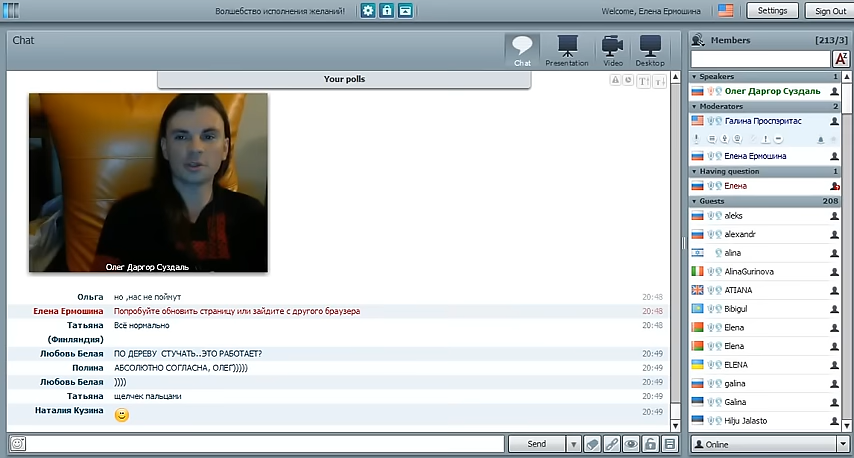 Волшебство исполнения желаний!
Welcome, Елена Ермошина
Settings
Sign Out
Chat
Chat
Presentation
Video
Desktop
Your polls
Олег Даргор Суздаль
Ольга но ,нас не поймут 20:48
Елена Ермошина Попробуйте обновить страницу или зайдите с другого браузера 20:48
Татьяна Всё нормально 20:48
(Финляндия)
Любовь Белая ПО ДЕРЕВУ СТУЧАТЬ..ЭТО РАБОТАЕТ? 20:49
Полина АБСОЛЮТНО СОГЛАСНА, ОЛЕГ))))) 20:49
Любовь Белая )))) 20:49
Татьяна щелчек пальцами 20:49
Наталия Кузина 20:49
Send
Members [213/3]
Speakers 1
Олег Даргор Суздаль
Moderators 2
Галина Просперитас
Елена Ермошина
Having question 1
Елена
Guests 208
aleks
alexandr
alina
AlinaGurinova
ATIANA
Bibigul
Elena
Elena
ELENA
galina
Galina
Hilju Jalasto
Online